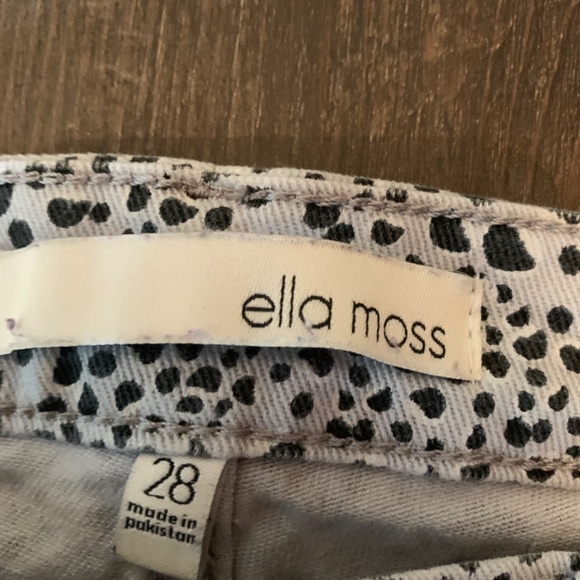 ella moss
28
made in
pakistan